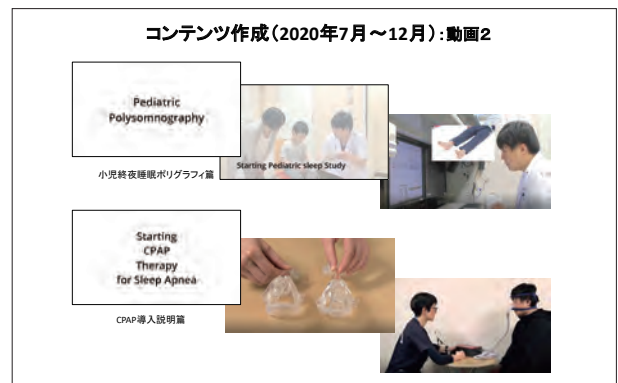 コンテンツ作成（2020年7月～12月）：動画2
Pediatric
Polysomnography
Starting Pediatric sleep Study
小児終夜睡眠ポリグラフィ篇
Starting
CPAP
Therapy
for Sleep Apnea
CPAP導入説明篇